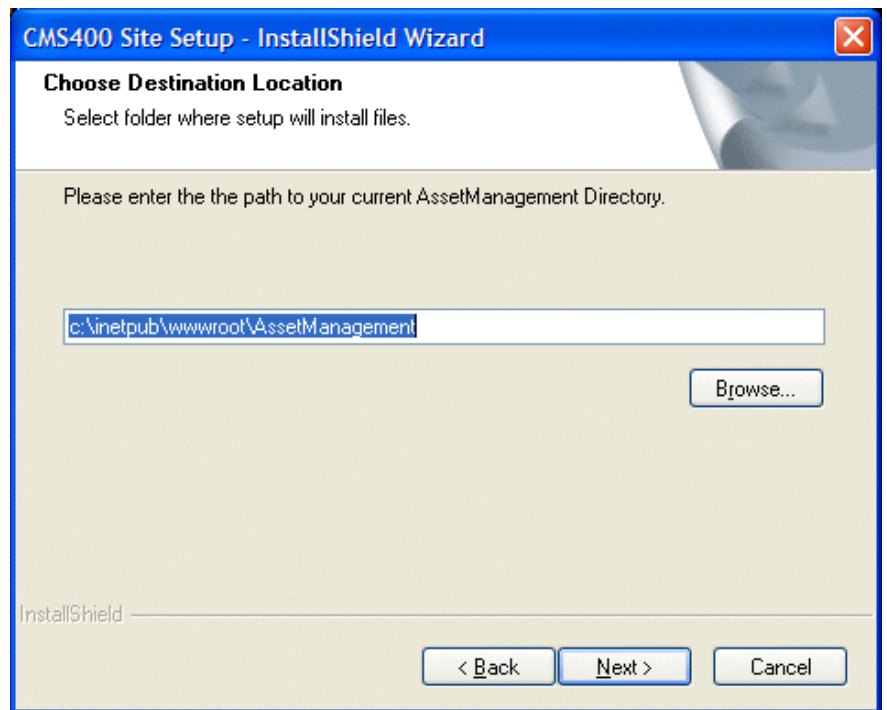 CMS400 Site Setup - InstallShield Wizard
Choose Destination Location
Select folder where setup will install files.
Please enter the the path to your current AssetManagement Directory.
c:\inetpub\wwwroot\AssetManagement
Browse...
InstallShield
< Back Next > Cancel